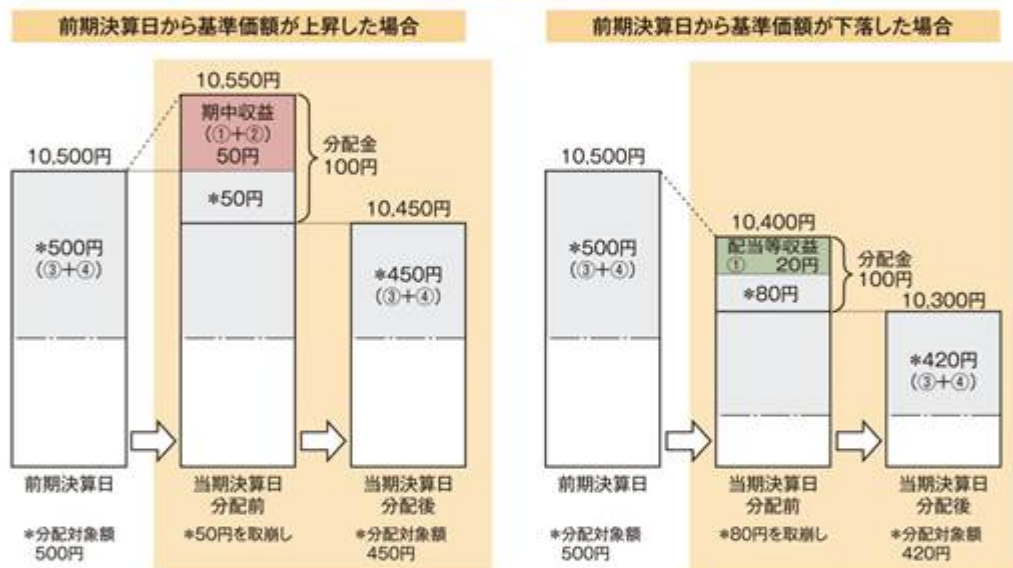 前期決算日から基準価額が上昇した場合
10,550円
期中収益
(①+②)
50円
分配金
100円
10,500円
*50円
10,450円
*500円
(③+④)
*450円
(③+④)
前期決算日
当期決算日
分配前
当期決算日
分配後
*分配対象額
500円
*50円を取崩し
*分配対象額
450円
前期決算日から基準価額が下落した場合
10,500円
10,400円
配当等収益
① 20円
分配金
100円
*500円
(③+④)
*80円
10,300円
*420円
(③+④)
前期決算日
当期決算日
分配前
当期決算日
分配後
*分配対象額
500円
*80円を取崩し
*分配対象額
420円